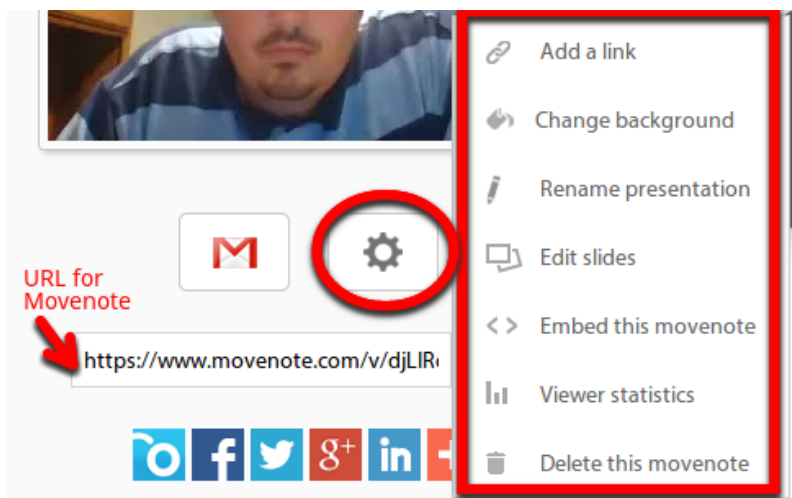 Add a link
Change background
Rename presentation
Edit slides
Embed this movenote
Viewer statistics
Delete this movenote
URL for
Movenote
https://www.movenote.com/v/djLIR
f
g+
in